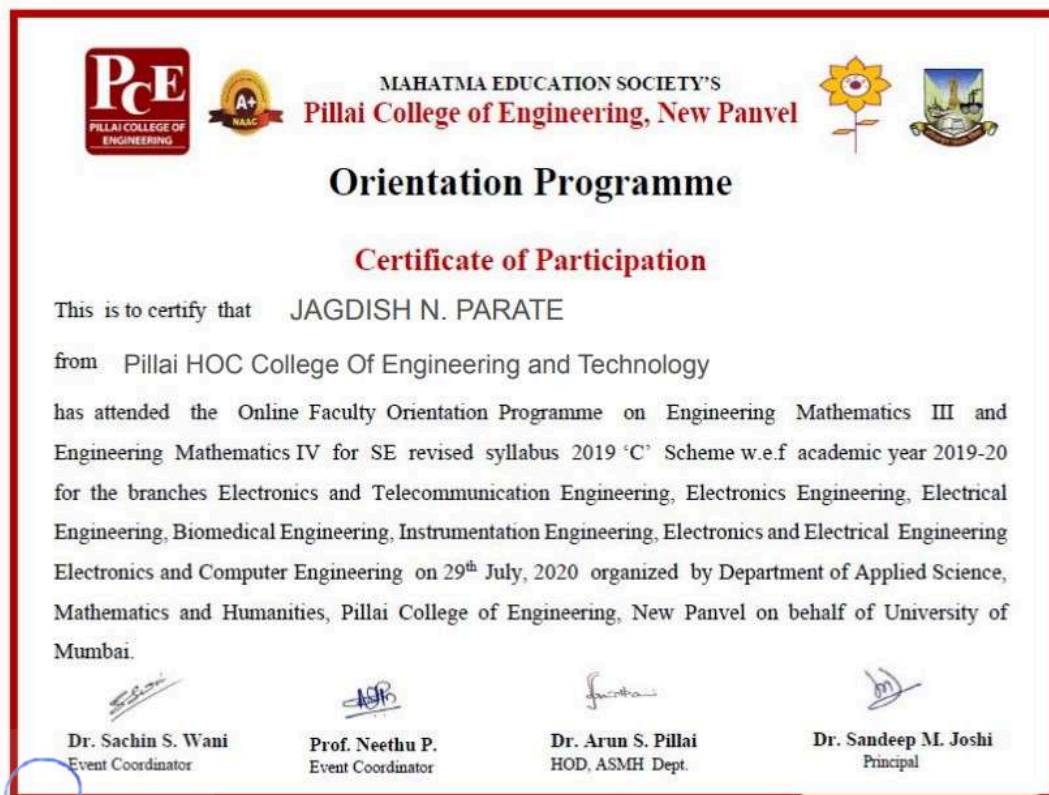 PCE
PILLAI COLLEGE OF
ENGINEERING
A+
NAAC
MAHATMA EDUCATION SOCIETY'S
Pillai College of Engineering, New Panvel
Orientation Programme
Certificate of Participation
This is to certify that JAGDISH N. PARATE
from Pillai HOC College Of Engineering and Technology
has attended the Online Faculty Orientation Programme on Engineering Mathematics III and
Engineering Mathematics IV for SE revised syllabus 2019 ‘C’ Scheme w.e.f academic year 2019-20
for the branches Electronics and Telecommunication Engineering, Electronics Engineering, Electrical
Engineering, Biomedical Engineering, Instrumentation Engineering, Electronics and Electrical Engineering
Electronics and Computer Engineering on 29th July, 2020 organized by Department of Applied Science,
Mathematics and Humanities, Pillai College of Engineering, New Panvel on behalf of University of
Mumbai.
Dr. Sachin S. Wani
Event Coordinator
Prof. Neethu P.
Event Coordinator
Dr. Arun S. Pillai
HOD, ASMH Dept.
Dr. Sandeep M. Joshi
Principal